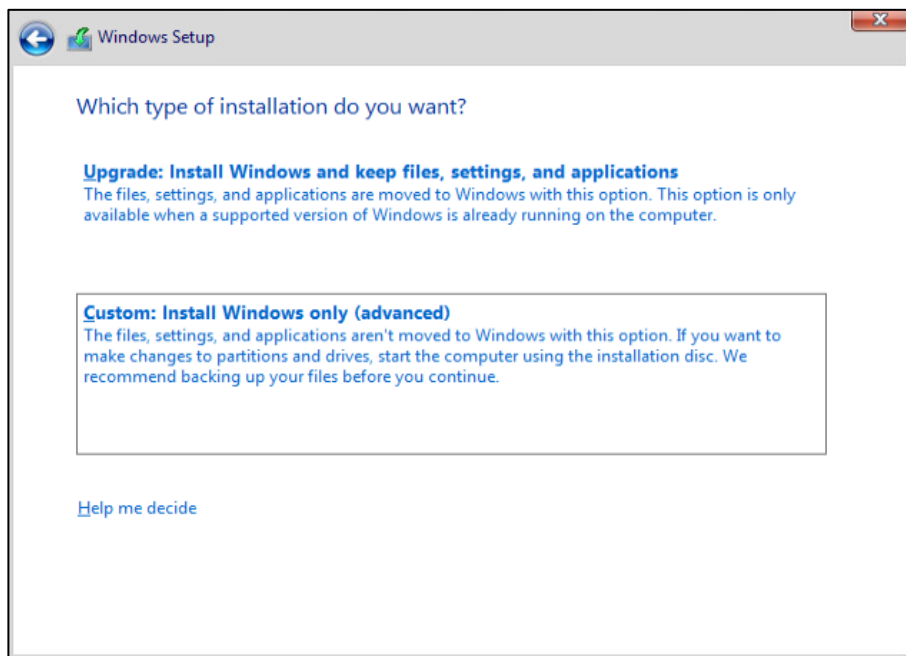 Windows Setup
Which type of installation do you want?
Upgrade: Install Windows and keep files, settings, and applications
The files, settings, and applications are moved to Windows with this option. This option is only
available when a supported version of Windows is already running on the computer.
Custom: Install Windows only (advanced)
The files, settings, and applications aren't moved to Windows with this option. If you want to
make changes to partitions and drives, start the computer using the installation disc. We
recommend backing up your files before you continue.
Help me decide